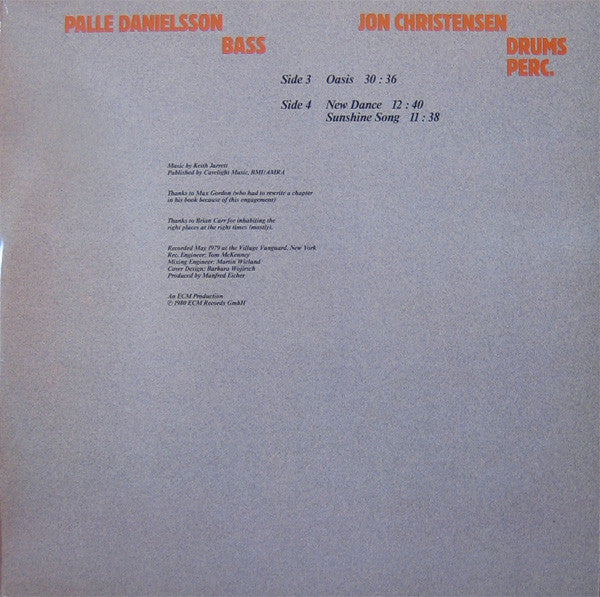 PALLE DANIELSSON
BASS
JON CHRISTENSEN
DRUMS
PERC.
Side 3 Oasis 30 : 36
Side 4 New Dance 12 : 40
Sunshine Song 11 : 38
Music by Keith Jarrett
Published by Cavelight Music, BMI/AMRA
Thanks to Max Gordon (who had to rewrite a chapter
in his book because of this engagement)
Thanks to Brian Carr for inhabiting the
right places at the right times (mostly).
Recorded May 1979 at the Village Vanguard, New York
Rec. Engineer: Tom McKenney
Mixing Engineer: Martin Wieland
Cover Design: Barbara Wojirsch
Produced by Manfred Eicher
An ECM Production
℗ 1980 ECM Records GmbH